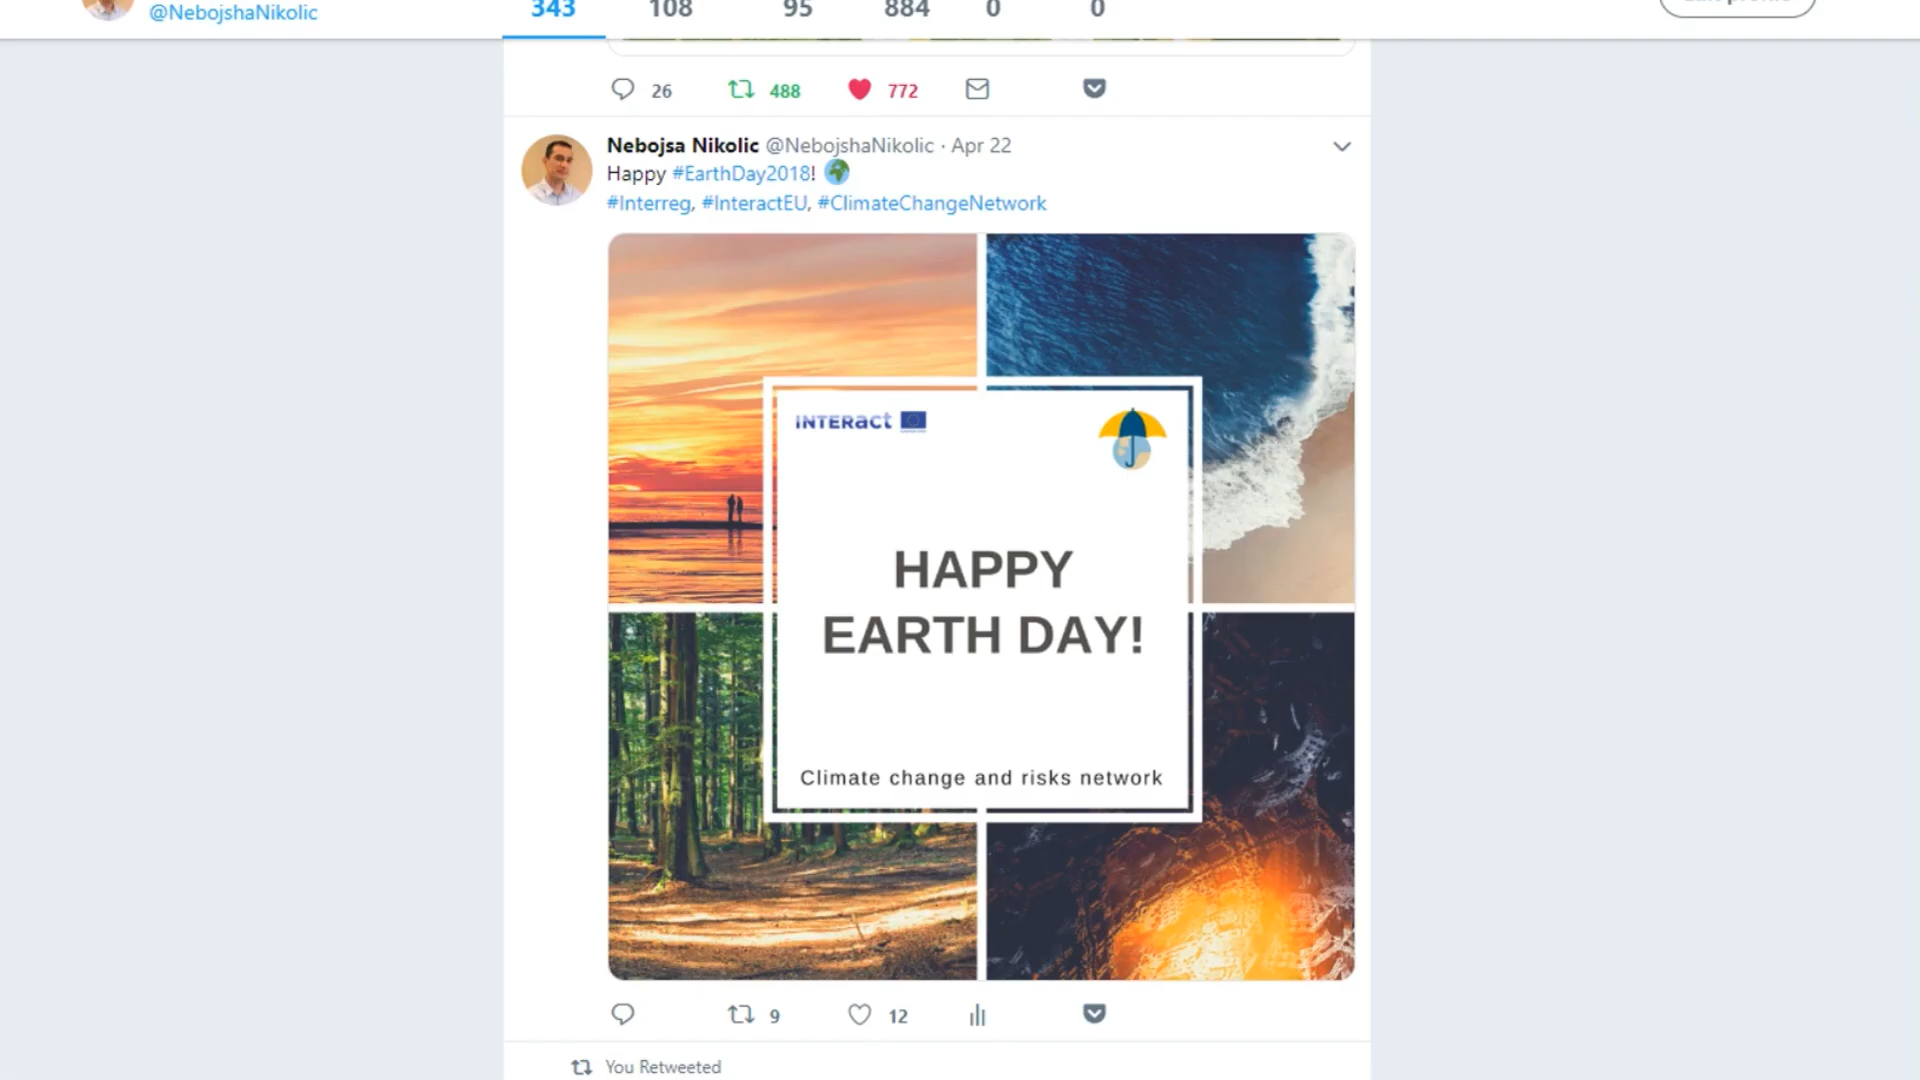 @NebojshaNikolic
343 108 95 884 0 0
26 488 772
Nebojsa Nikolic @NebojshaNikolic · Apr 22
Happy #EarthDay2018!
#Interreg, #InteractEU, #ClimateChangeNetwork
INTERact
HAPPY
EARTH DAY!
Climate change and risks network
9 12
You Retweeted